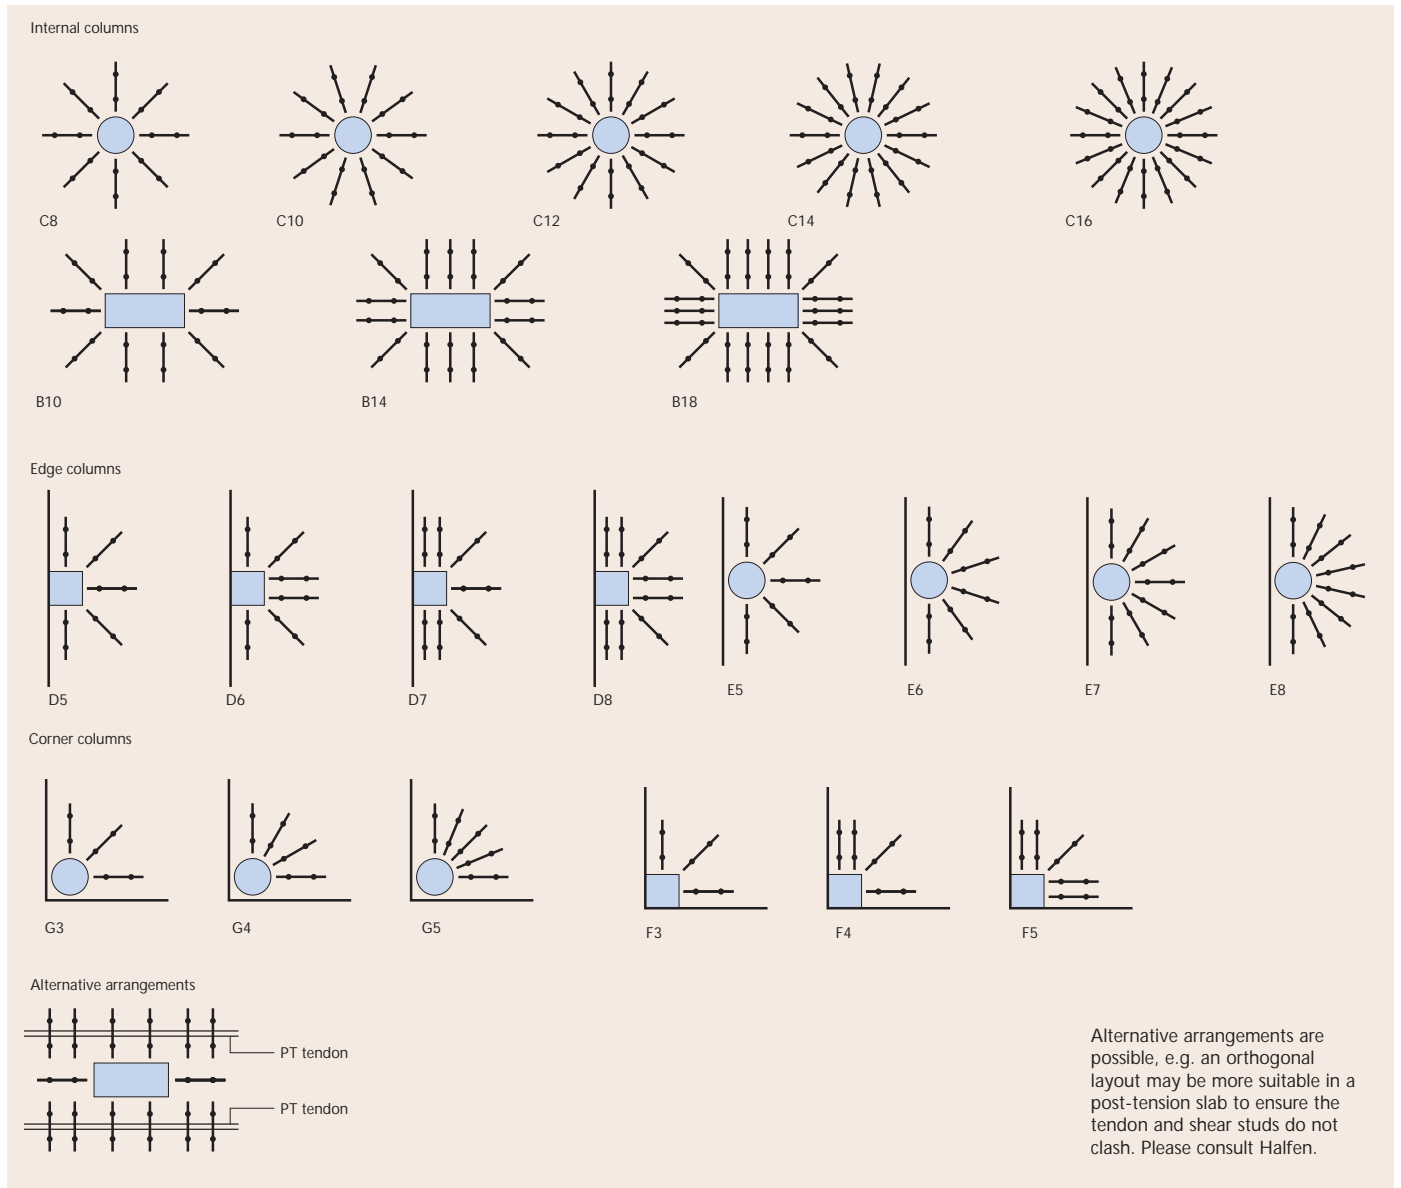 Internal columns
C8
C10
C12
C14
C16
B10
B14
B18
Edge columns
D5
D6
D7
D8
E5
E6
E7
E8
Corner columns
G3
G4
G5
F3
F4
F5
Alternative arrangements
PT tendon
PT tendon
Alternative arrangements are
possible, e.g. an orthogonal
layout may be more suitable in a
post-tension slab to ensure the
tendon and shear studs do not
clash. Please consult Halfen.